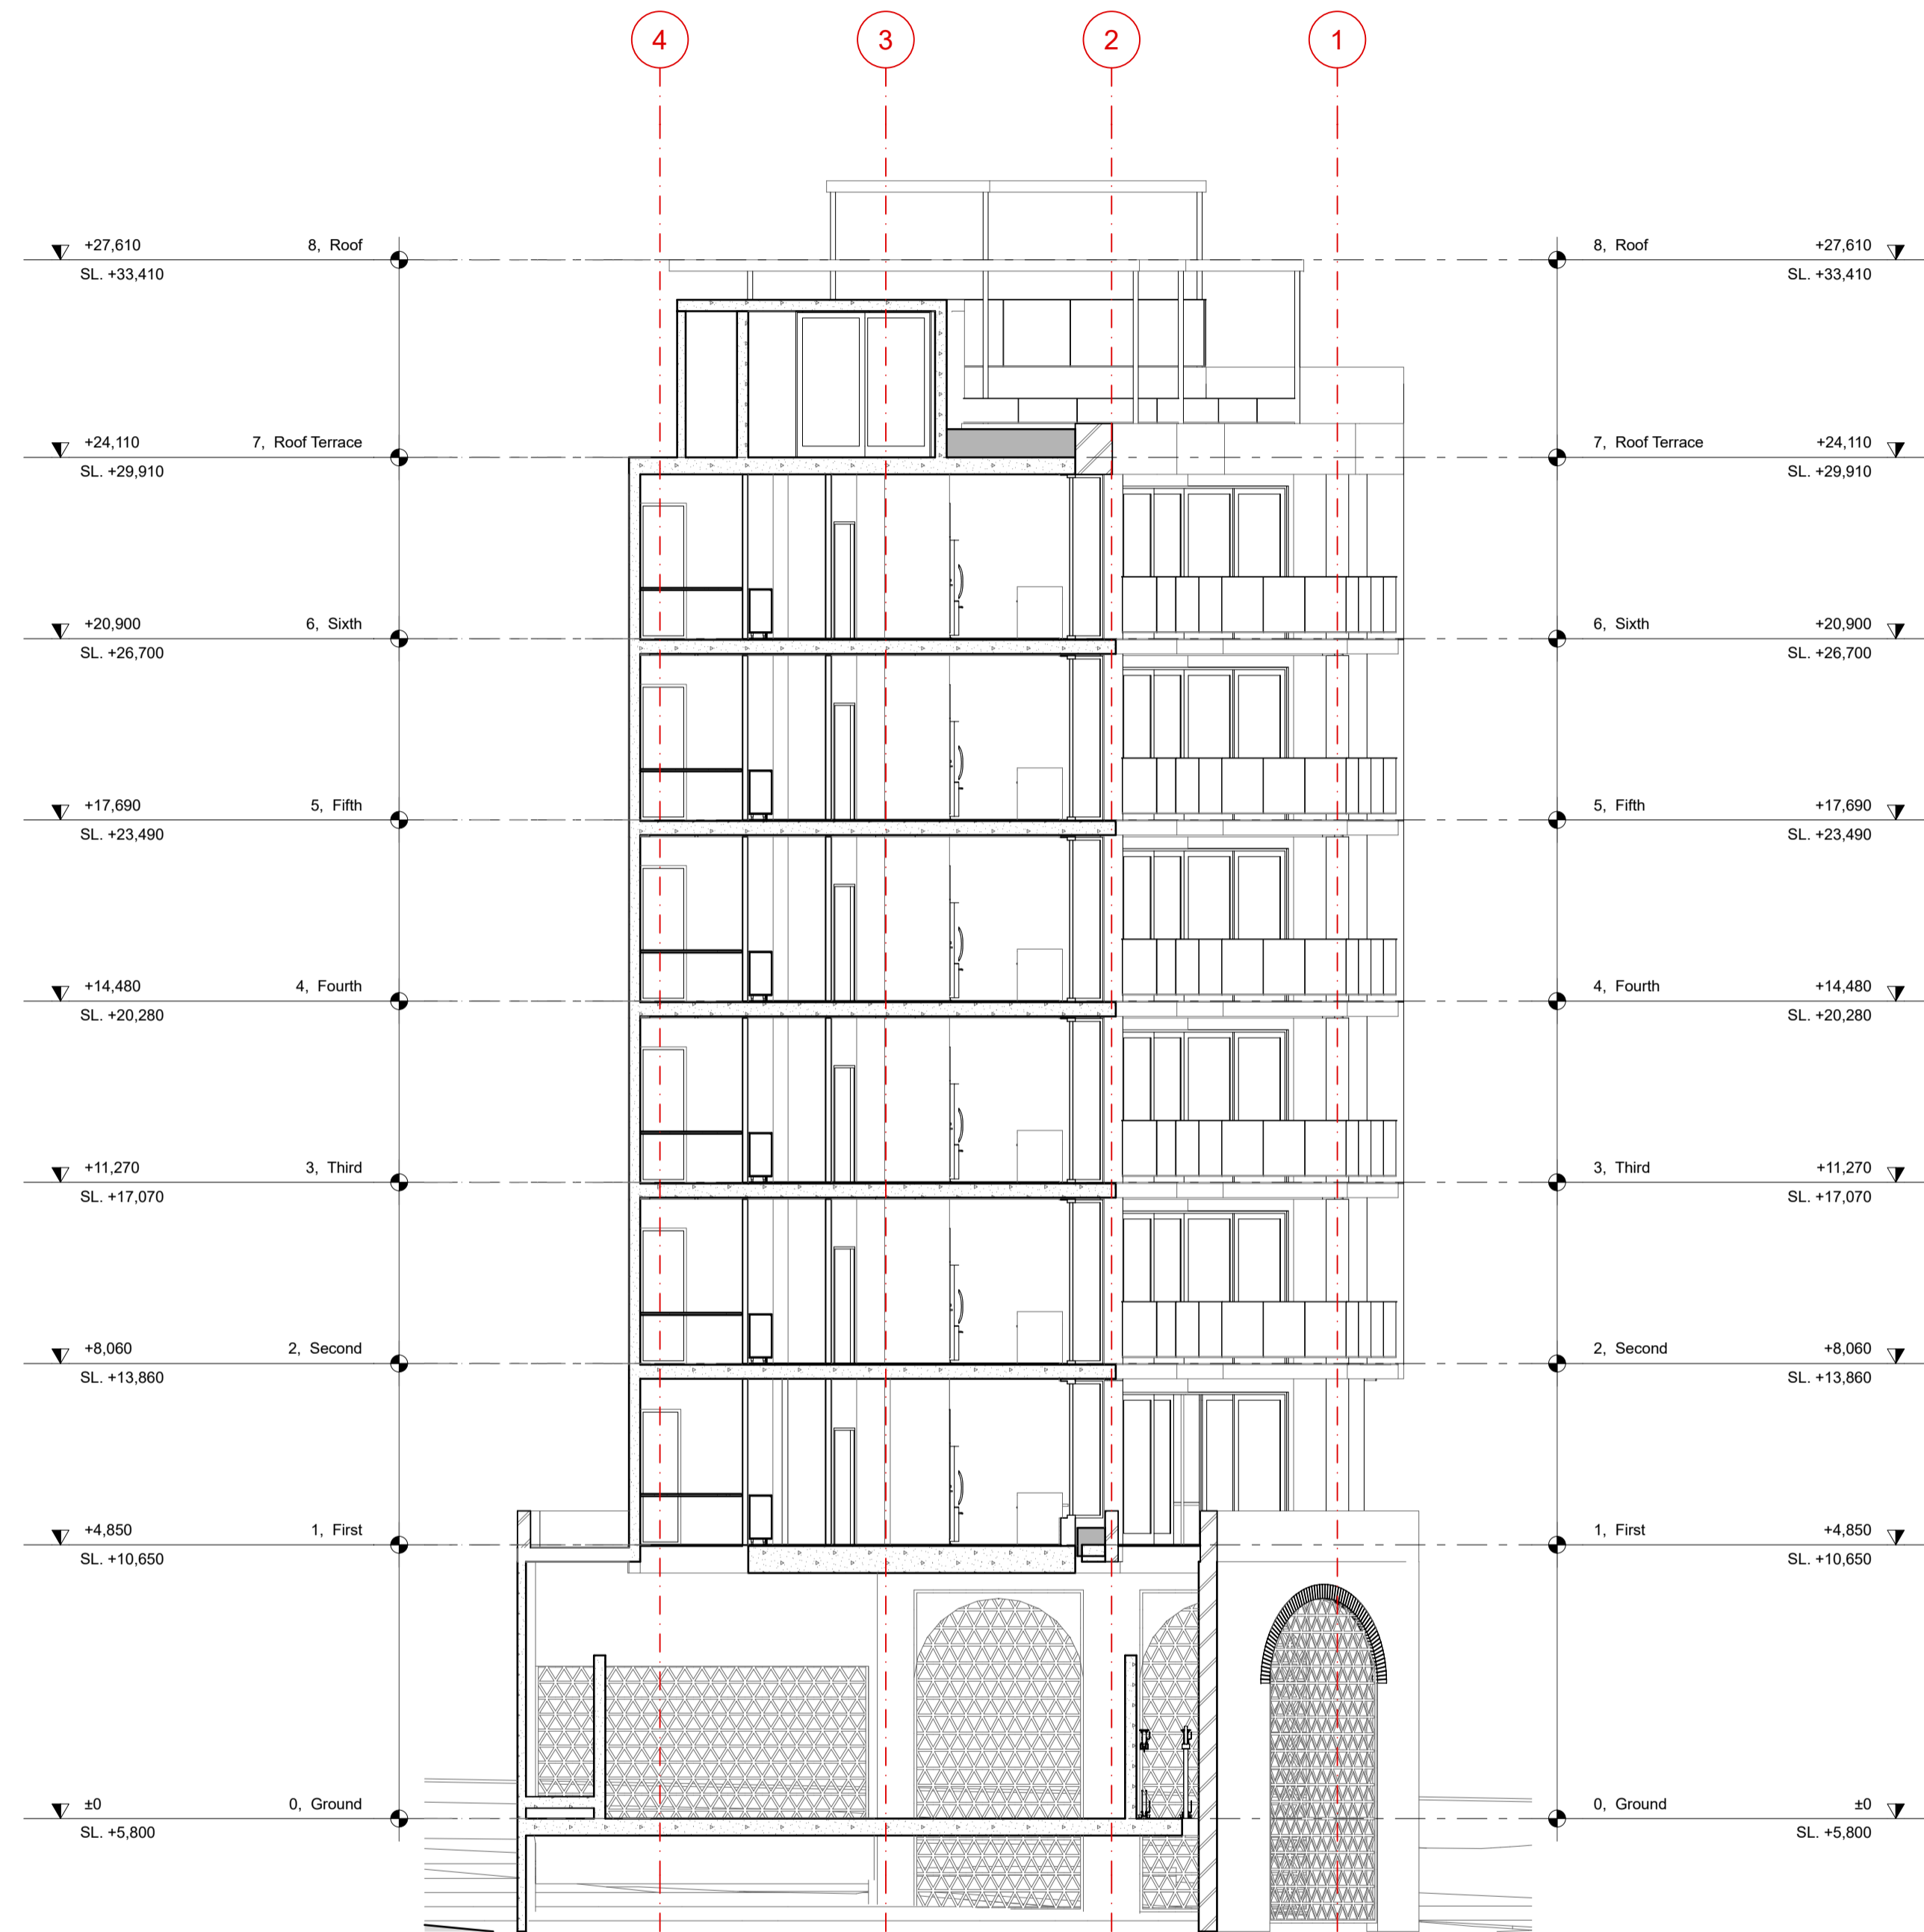 4 3 2 1
+27,610 8, Roof 8, Roof +27,610
SL. +33,410 SL. +33,410
+24,110 7, Roof Terrace 7, Roof Terrace +24,110
SL. +29,910 SL. +29,910
+20,900 6, Sixth 6, Sixth +20,900
SL. +26,700 SL. +26,700
+17,690 5, Fifth 5, Fifth +17,690
SL. +23,490 SL. +23,490
+14,480 4, Fourth 4, Fourth +14,480
SL. +20,280 SL. +20,280
+11,270 3, Third 3, Third +11,270
SL. +17,070 SL. +17,070
+8,060 2, Second 2, Second +8,060
SL. +13,860 SL. +13,860
+4,850 1, First 1, First +4,850
SL. +10,650 SL. +10,650
±0 0, Ground 0, Ground ±0
SL. +5,800 SL. +5,800